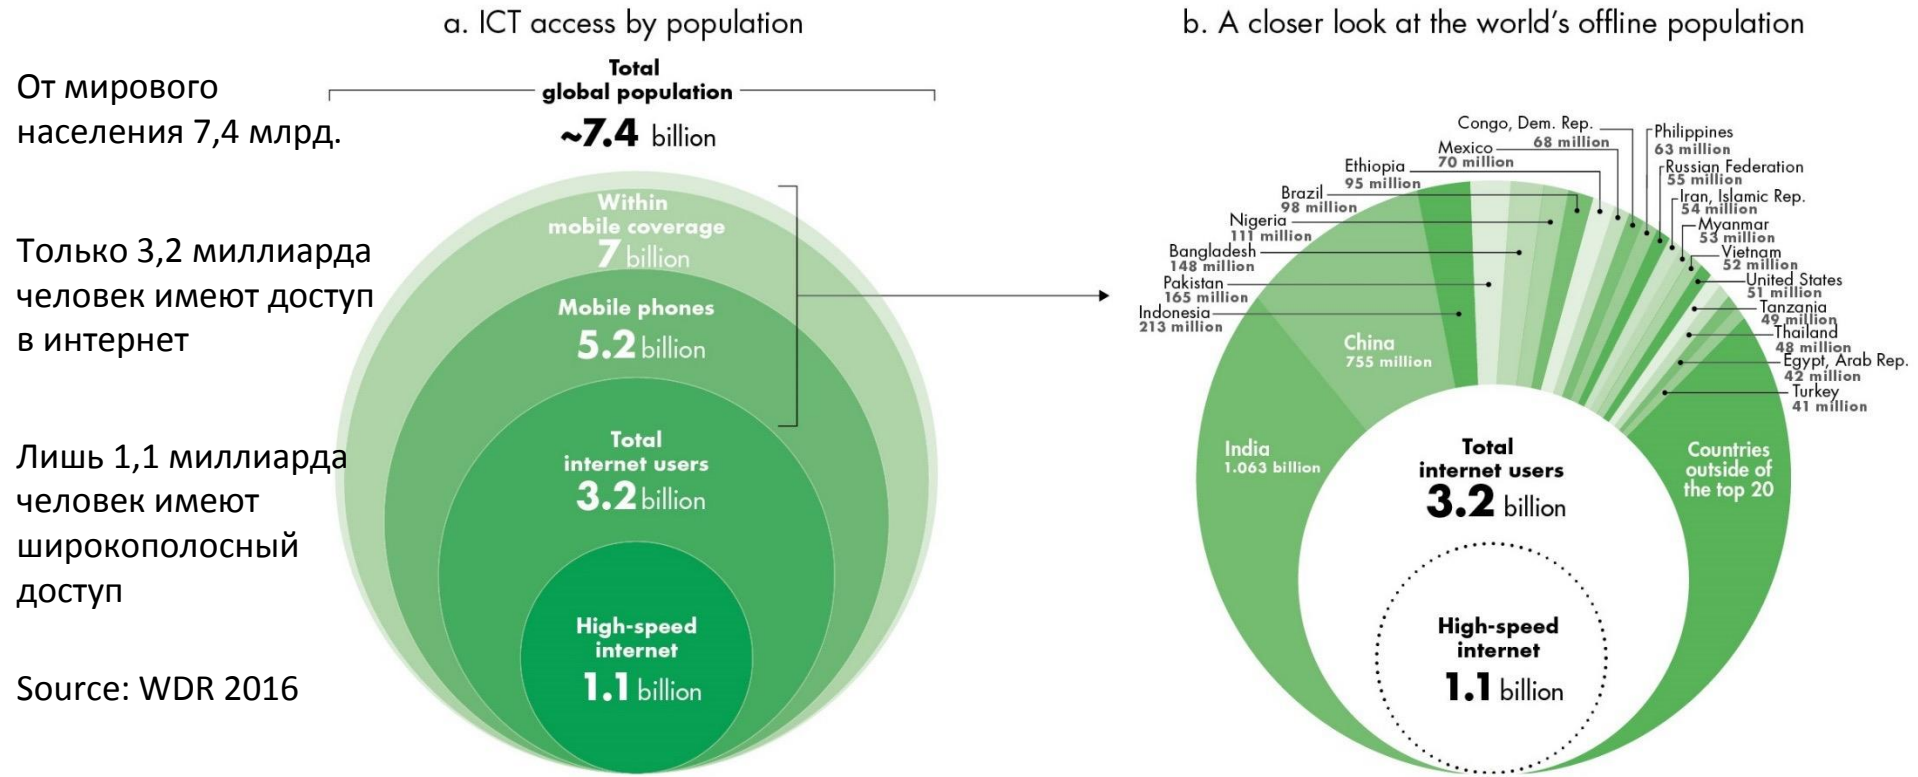 a. ICT access by population
b. A closer look at the world's offline population
От мирового
населения 7,4 млрд.
Только 3,2 миллиарда
человек имеют доступ
в интернет
Лишь 1,1 миллиарда
человек имеют
широкополосный
доступ
Source: WDR 2016
Total
global population
~7.4 billion
Within
mobile coverage
7 billion
Mobile phones
5.2 billion
Total
internet users
3.2 billion
High-speed
internet
1.1 billion
Congo, Dem. Rep.
68 million
Mexico
70 million
Ethiopia
95 million
Brazil
98 million
Nigeria
111 million
Bangladesh
148 million
Pakistan
165 million
Indonesia
213 million
Philippines
63 million
Russian Federation
55 million
Iran, Islamic Rep.
54 million
Myanmar
53 million
Vietnam
52 million
United States
51 million
Tanzania
49 million
Thailand
48 million
Egypt, Arab Rep.
42 million
Turkey
41 million
China
755 million
India
1.063 billion
Countries
outside of
the top 20
Total
internet users
3.2 billion
High-speed
internet
1.1 billion